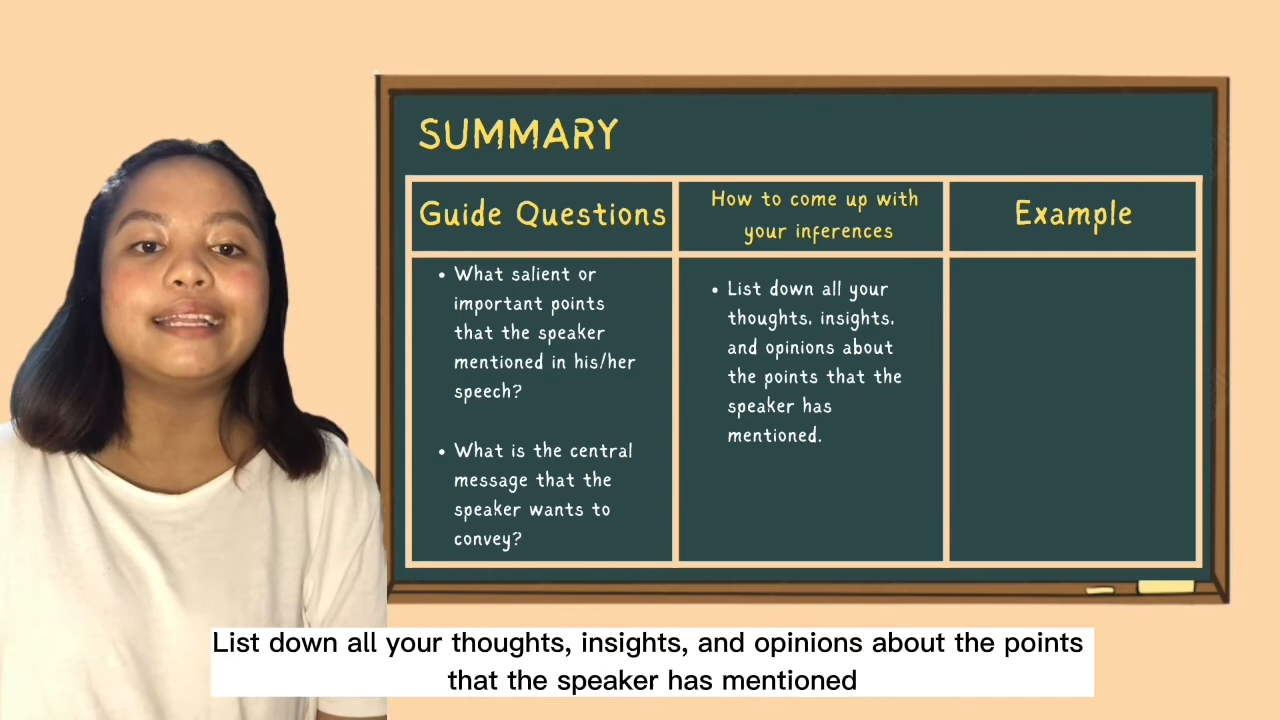 SUMMARY
Guide Questions
How to come up with
your inferences
Example
• What salient or
important points
that the speaker
mentioned in his/her
speech?
• What is the central
message that the
speaker wants to
convey?
• List down all your
thoughts, insights,
and opinions about
the points that the
speaker has
mentioned.
List down all your thoughts, insights, and opinions about the points
that the speaker has mentioned